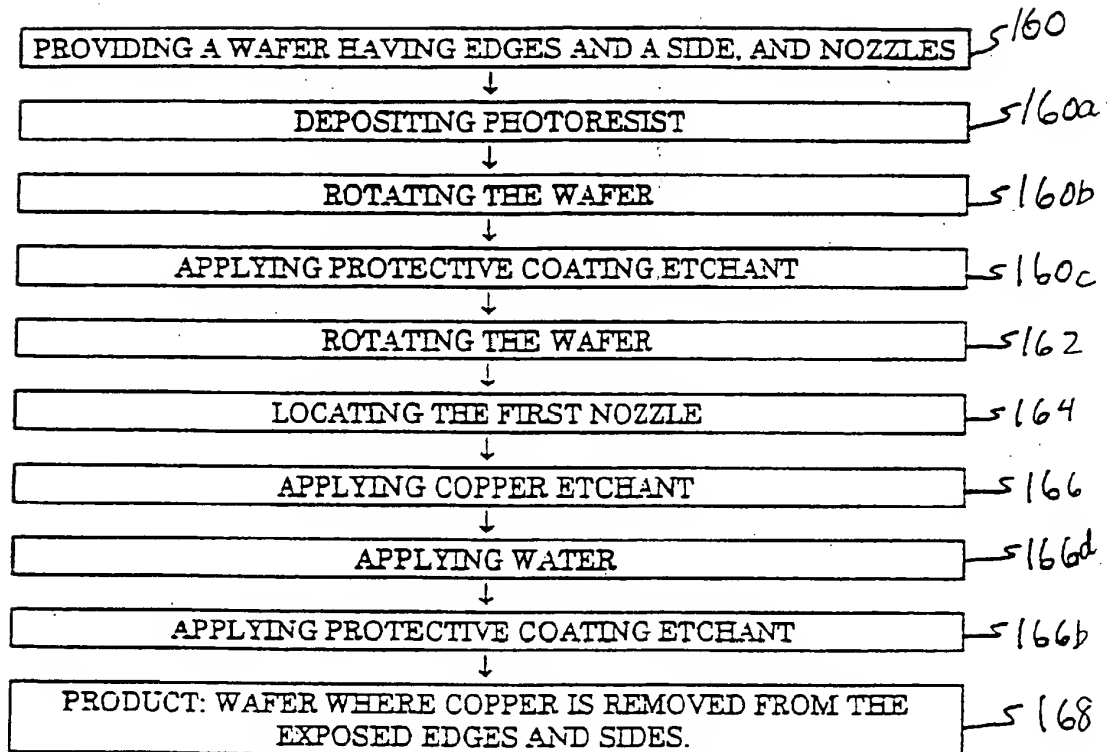 PROVIDING A WAFER HAVING EDGES AND A SIDE, AND NOZZLES 160
DEPOSITING PHOTORESIST 160a
ROTATING THE WAFER 160b
APPLYING PROTECTIVE COATING ETCHANT 160c
ROTATING THE WAFER 162
LOCATING THE FIRST NOZZLE 164
APPLYING COPPER ETCHANT 166
APPLYING WATER 166d
APPLYING PROTECTIVE COATING ETCHANT 166b
PRODUCT: WAFER WHERE COPPER IS REMOVED FROM THE
EXPOSED EDGES AND SIDES. 168